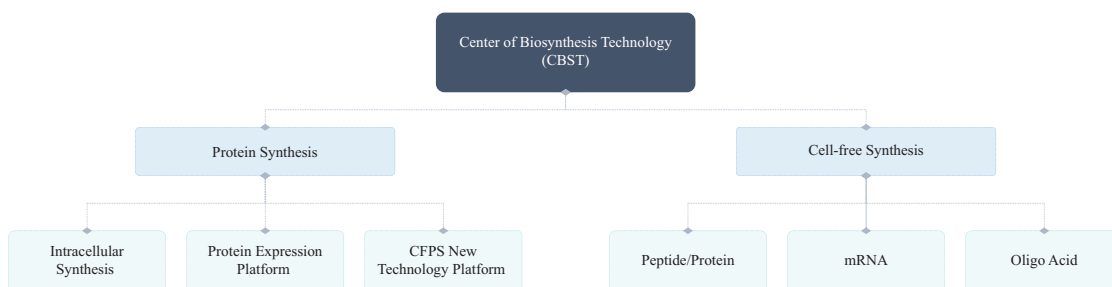 Center of Biosynthesis Technology
(CBST)
Protein Synthesis
Cell-free Synthesis
Intracellular
Synthesis
Protein Expression
Platform
CFPS New
Technology Platform
Peptide/Protein
mRNA
Oligo Acid